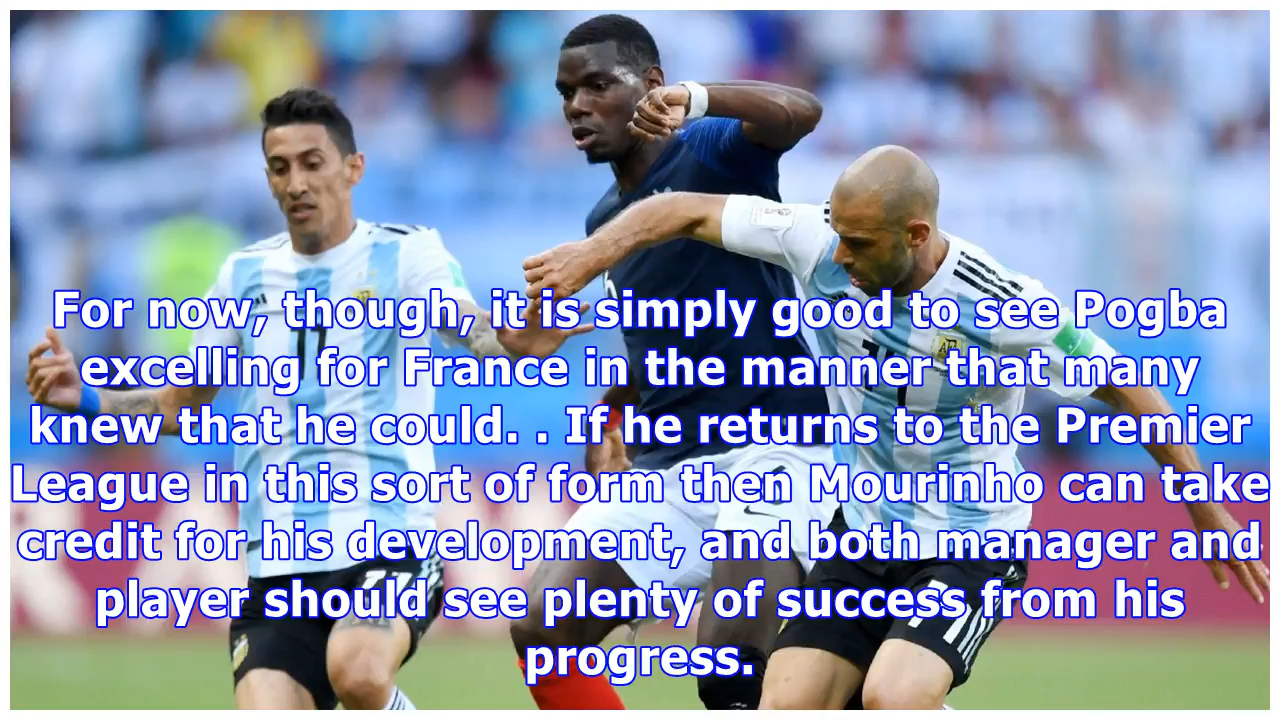 For now, though, it is simply good to see Pogba
excelling for France in the manner that many
knew that he could. . If he returns to the Premier
League in this sort of form then Mourinho can take
credit for his development, and both manager and
player should see plenty of success from his
progress.
11
14